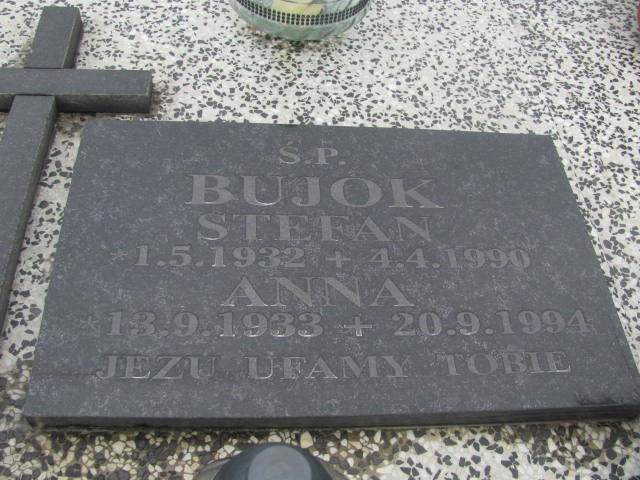 Ś.P.
BUJOK
STEFAN
*1.5.1932 + 4.4.1990
ANNA
*13.9.1933 + 20.9.1994
JEZU UFAMY TOBIE